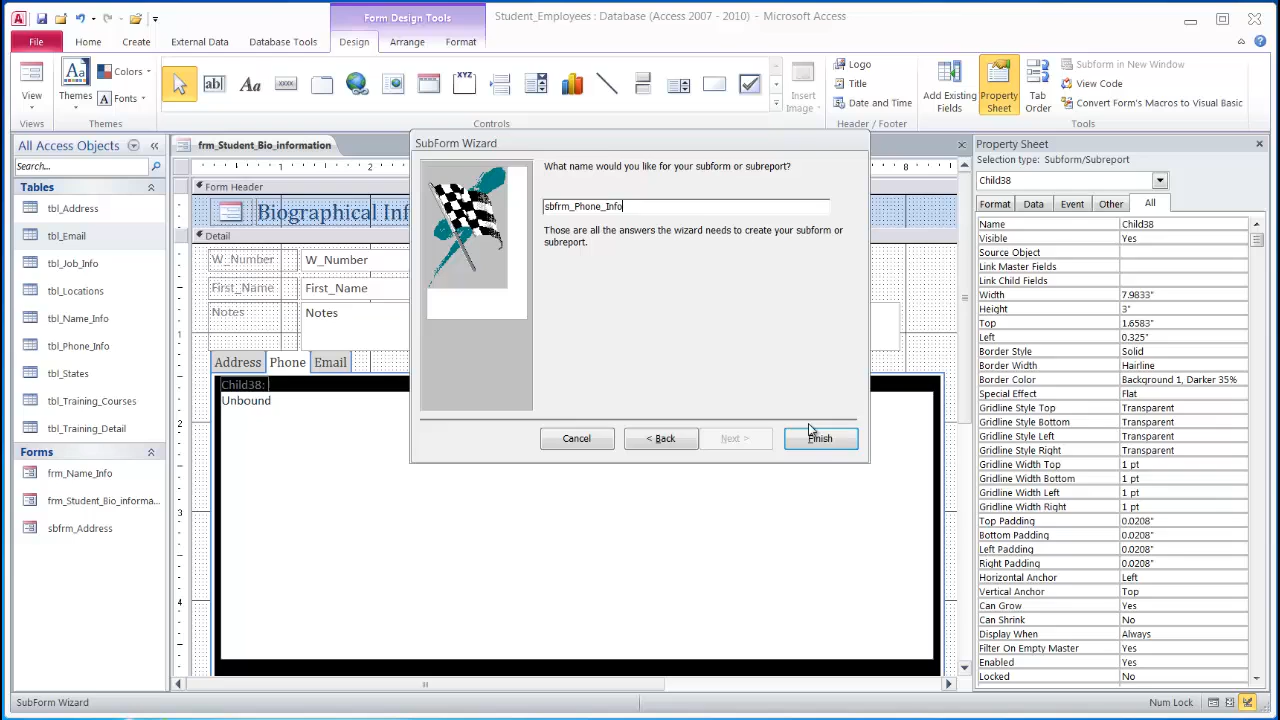 Form Design Tools
Student_Employees : Database (Access 2007 - 2010) - Microsoft Access
File Home Create External Data Database Tools Design Arrange Format
View
Views
Themes
Colors
Fonts
Themes
Aa
ab|
Aa
xxxx
XYZ
Controls
Insert
Image
Logo
Title
Date and Time
Header / Footer
Add Existing
Fields
Property
Sheet
Tab
Order
Subform in New Window
View Code
Convert Form's Macros to Visual Basic
Tools
All Access Objects
Search...
Tables
tbl_Address
tbl_Email
tbl_Job_Info
tbl_Locations
tbl_Name_Info
tbl_Phone_Info
tbl_States
tbl_Training_Courses
tbl_Training_Detail
Forms
frm_Name_Info
frm_Student_Bio_informa...
sbfrm_Address
frm_Student_Bio_information
1 2 8
Form Header
Biographical Inf
Detail
W_Number W_Number
First_Name First_Name
Notes Notes
1
Address Phone Email
Child38:
Unbound
2
3
4
SubForm Wizard
What name would you like for your subform or subreport?
sbfrm_Phone_Info
Those are all the answers the wizard needs to create your subform or
subreport.
Cancel < Back Next > Finish
Property Sheet
Selection type: Subform/Subreport
Child38
Format Data Event Other All
Name Child38
Visible Yes
Source Object
Link Master Fields
Link Child Fields
Width 7.9833"
Height 3"
Top 1.6583"
Left 0.325"
Border Style Solid
Border Width Hairline
Border Color Background 1, Darker 35%
Special Effect Flat
Gridline Style Top Transparent
Gridline Style Bottom Transparent
Gridline Style Left Transparent
Gridline Style Right Transparent
Gridline Width Top 1 pt
Gridline Width Bottom 1 pt
Gridline Width Left 1 pt
Gridline Width Right 1 pt
Top Padding 0.0208"
Bottom Padding 0.0208"
Left Padding 0.0208"
Right Padding 0.0208"
Horizontal Anchor Left
Vertical Anchor Top
Can Grow Yes
Can Shrink No
Display When Always
Filter On Empty Master Yes
Enabled Yes
Locked No
SubForm Wizard
Num Lock